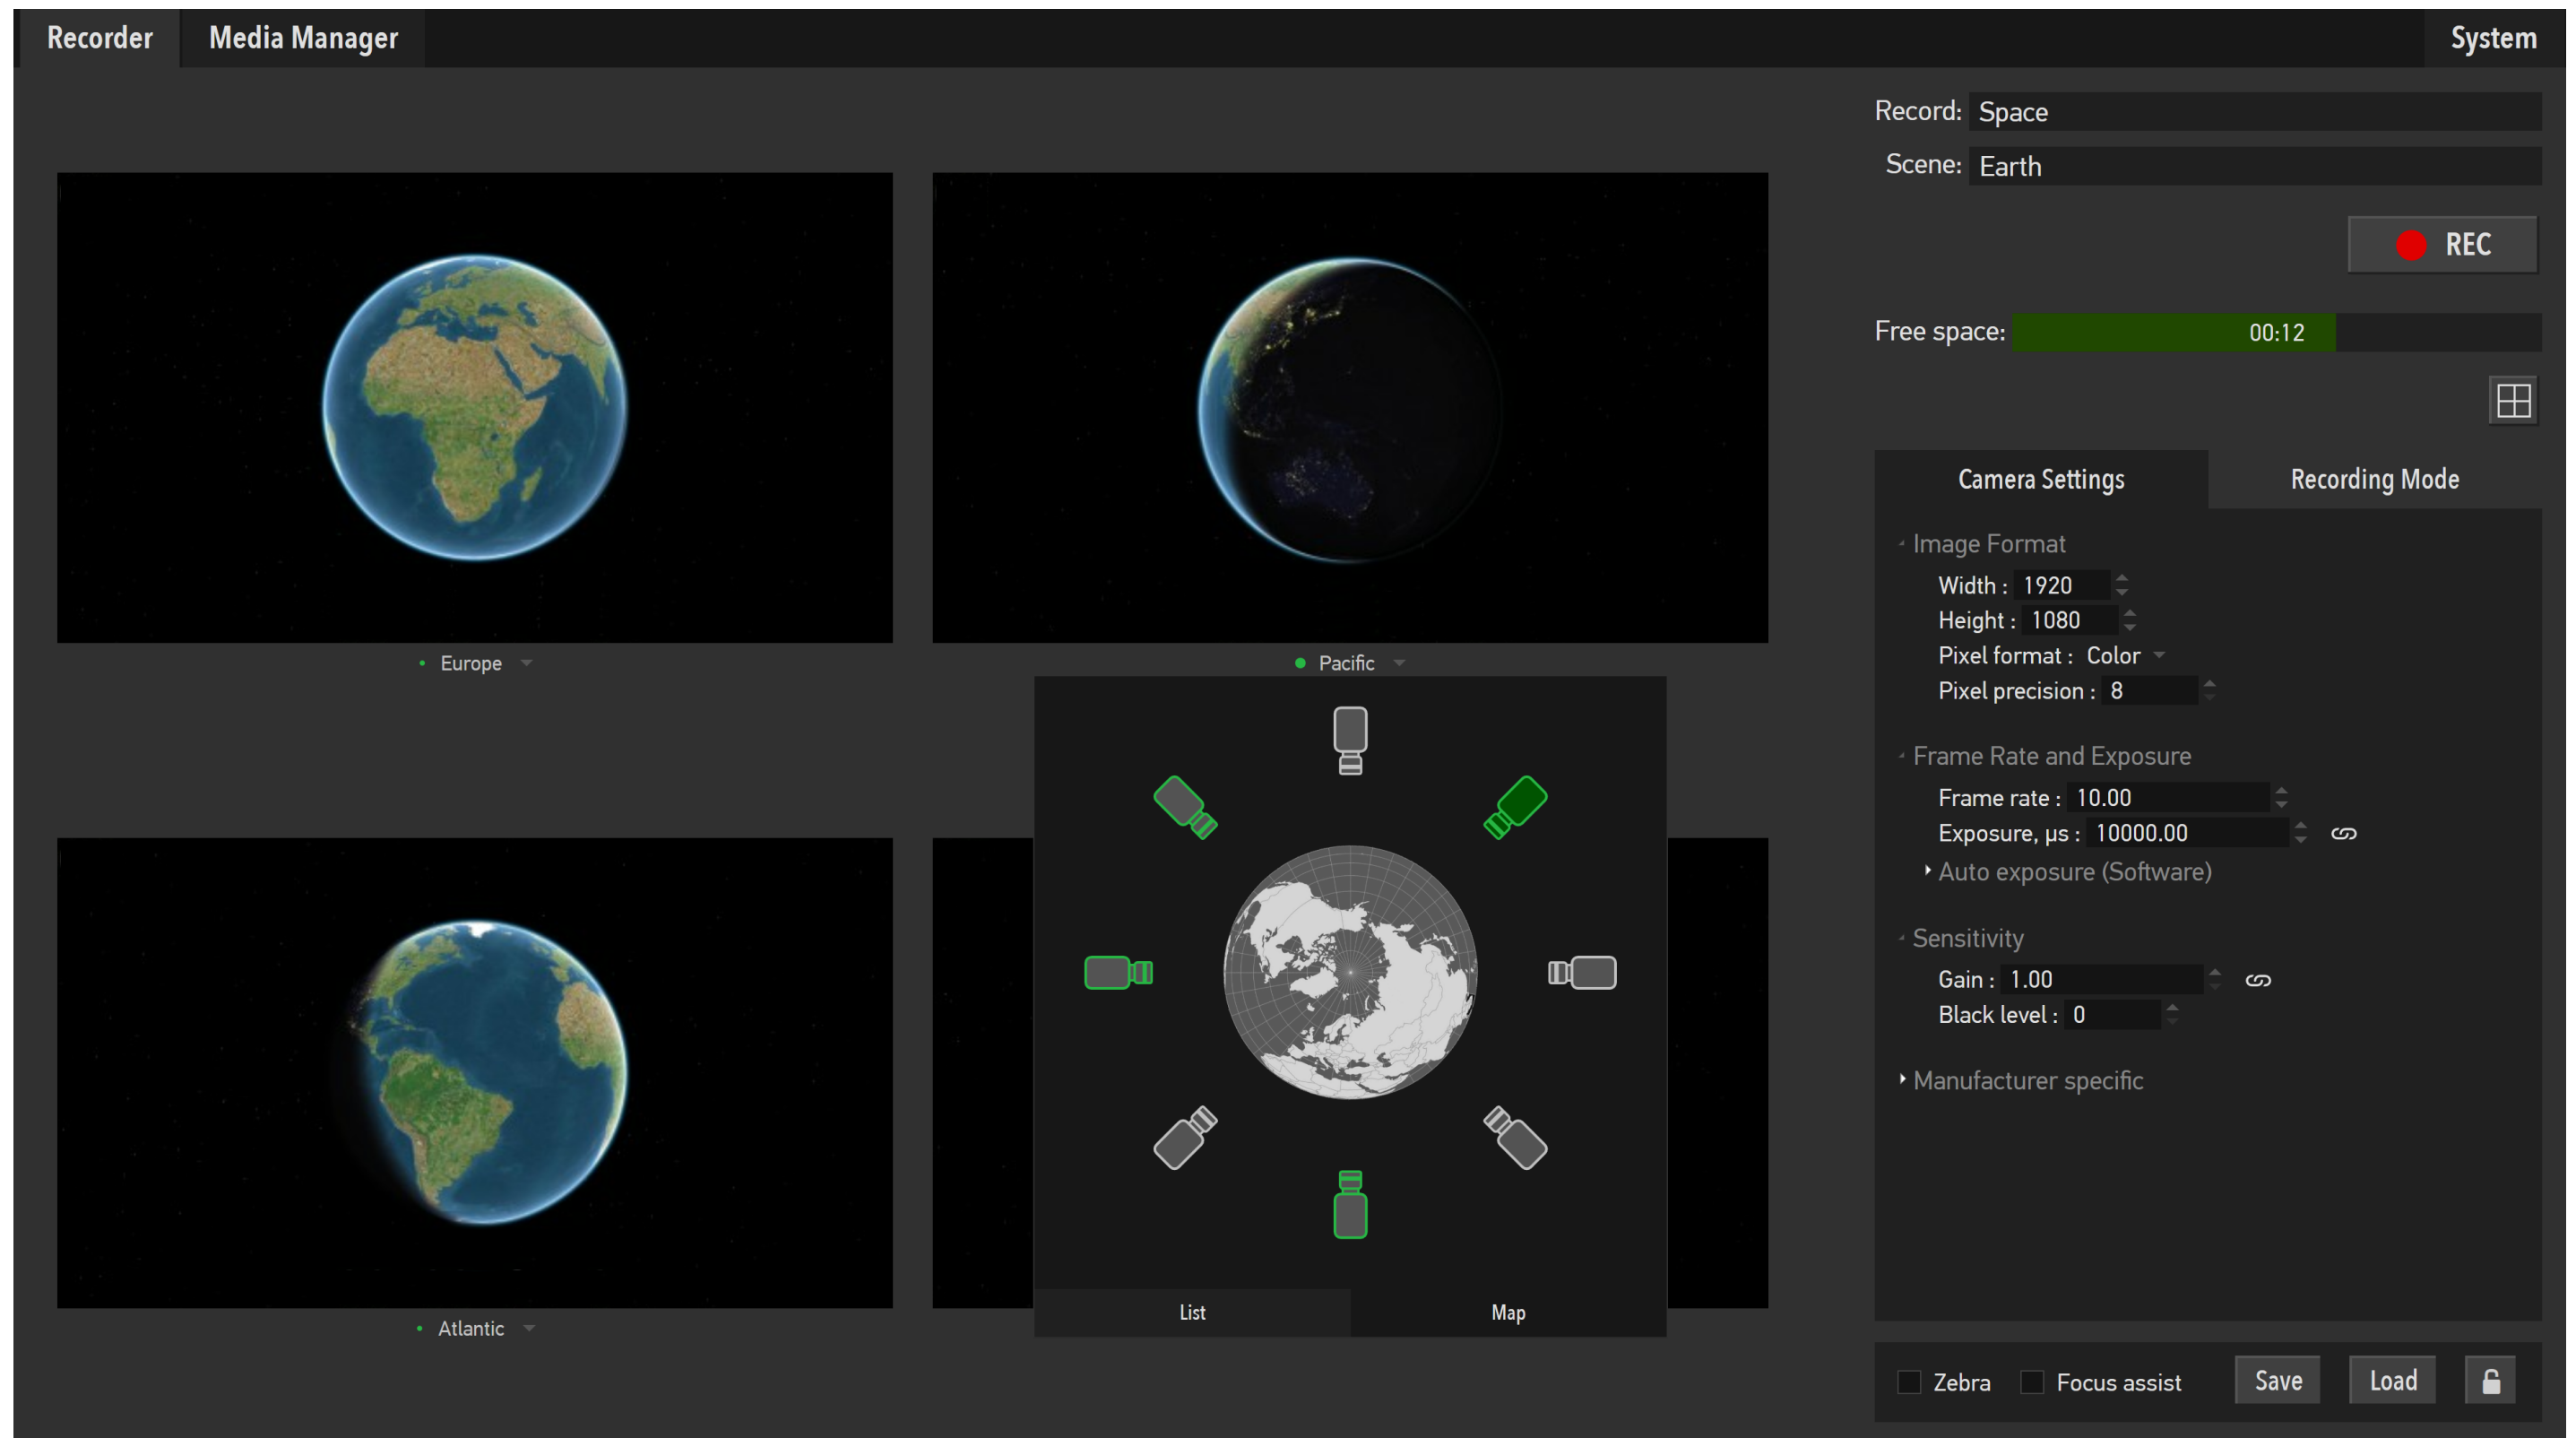 Recorder Media Manager System
Record: Space
Scene: Earth
REC
Free space: 00:12
Europe
Pacific
Atlantic
List Map
Camera Settings Recording Mode
Image Format
Width : 1920
Height : 1080
Pixel format : Color
Pixel precision : 8
Frame Rate and Exposure
Frame rate : 10.00
Exposure, µs : 10000.00
Auto exposure (Software)
Sensitivity
Gain : 1.00
Black level : 0
Manufacturer specific
Zebra Focus assist Save Load